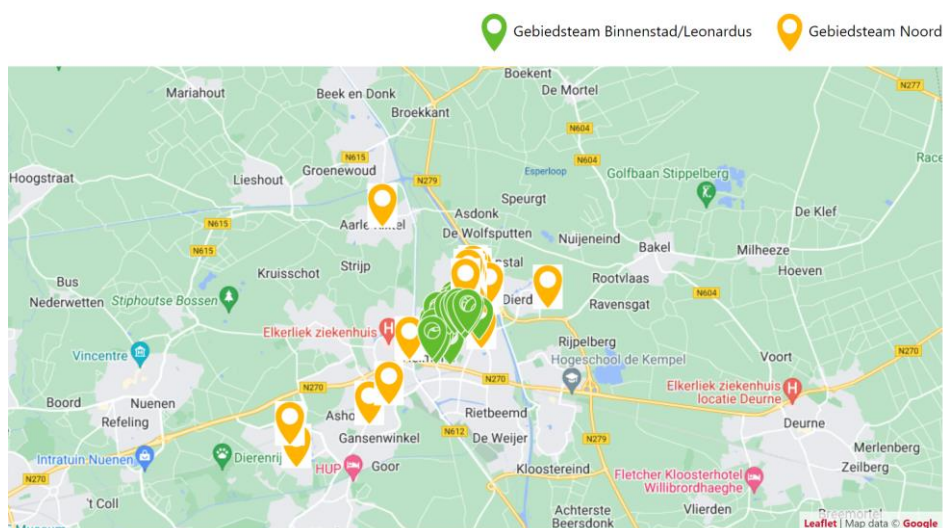 Gebiedsteam Binnenstad/Leonardus
Gebiedsteam Noord
Boekent
Mariahout
Beek en Donk
De Mortel
N277
Broekkant
N604
N615
Groenewoud
Hoogstraat
Lieshout
N279
Esperloop
N604
Golfbaan Stippelberg
Speurgt
De Klef
Asdonk
N615
De Wolfsputten
Nuijeneind
Bakel
Milheeze
N615
Strijp
Kruisschot
Hoeven
Bus
Rootvlaas
N604
Nederwetten
Stiphoutse Bossen
Dierd
Ravensgat
Elkerliek ziekenhuis
Rijpelberg
Vincentre
Hogeschool de Kempel
Voort
N270
N270
N270
Elkerliek ziekenhuis
locatie Deurne
Boord
Nuenen
Refeling
Rietbeemd
Deurne
Gansenwinkel
N612
De Weijer
N279
Merlenberg
Intratuin Nuenen
Dierenrij
HUP
Goor
Kloostereind
Zeilberg
N270
Fletcher Kloosterhotel
Willibrordhaeghe
't Coll
Achterste
Beersdonk
Vlierden
Leaflet | Map data © Google